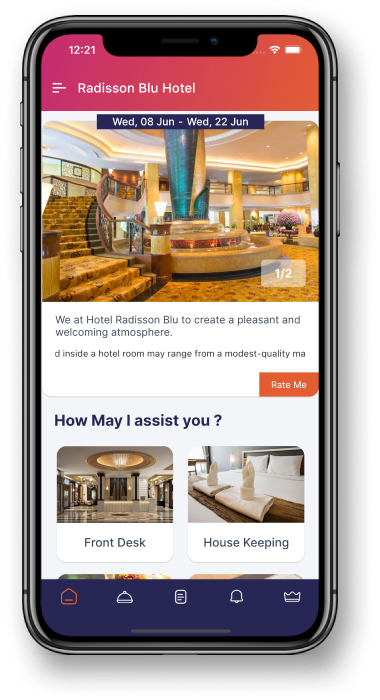 12:21
Radisson Blu Hotel
Wed, 08 Jun - Wed, 22 Jun
1/2
We at Hotel Radisson Blu to create a pleasant and
welcoming atmosphere.
d inside a hotel room may range from a modest-quality ma
Rate Me
How May I assist you ?
Front Desk
House Keeping